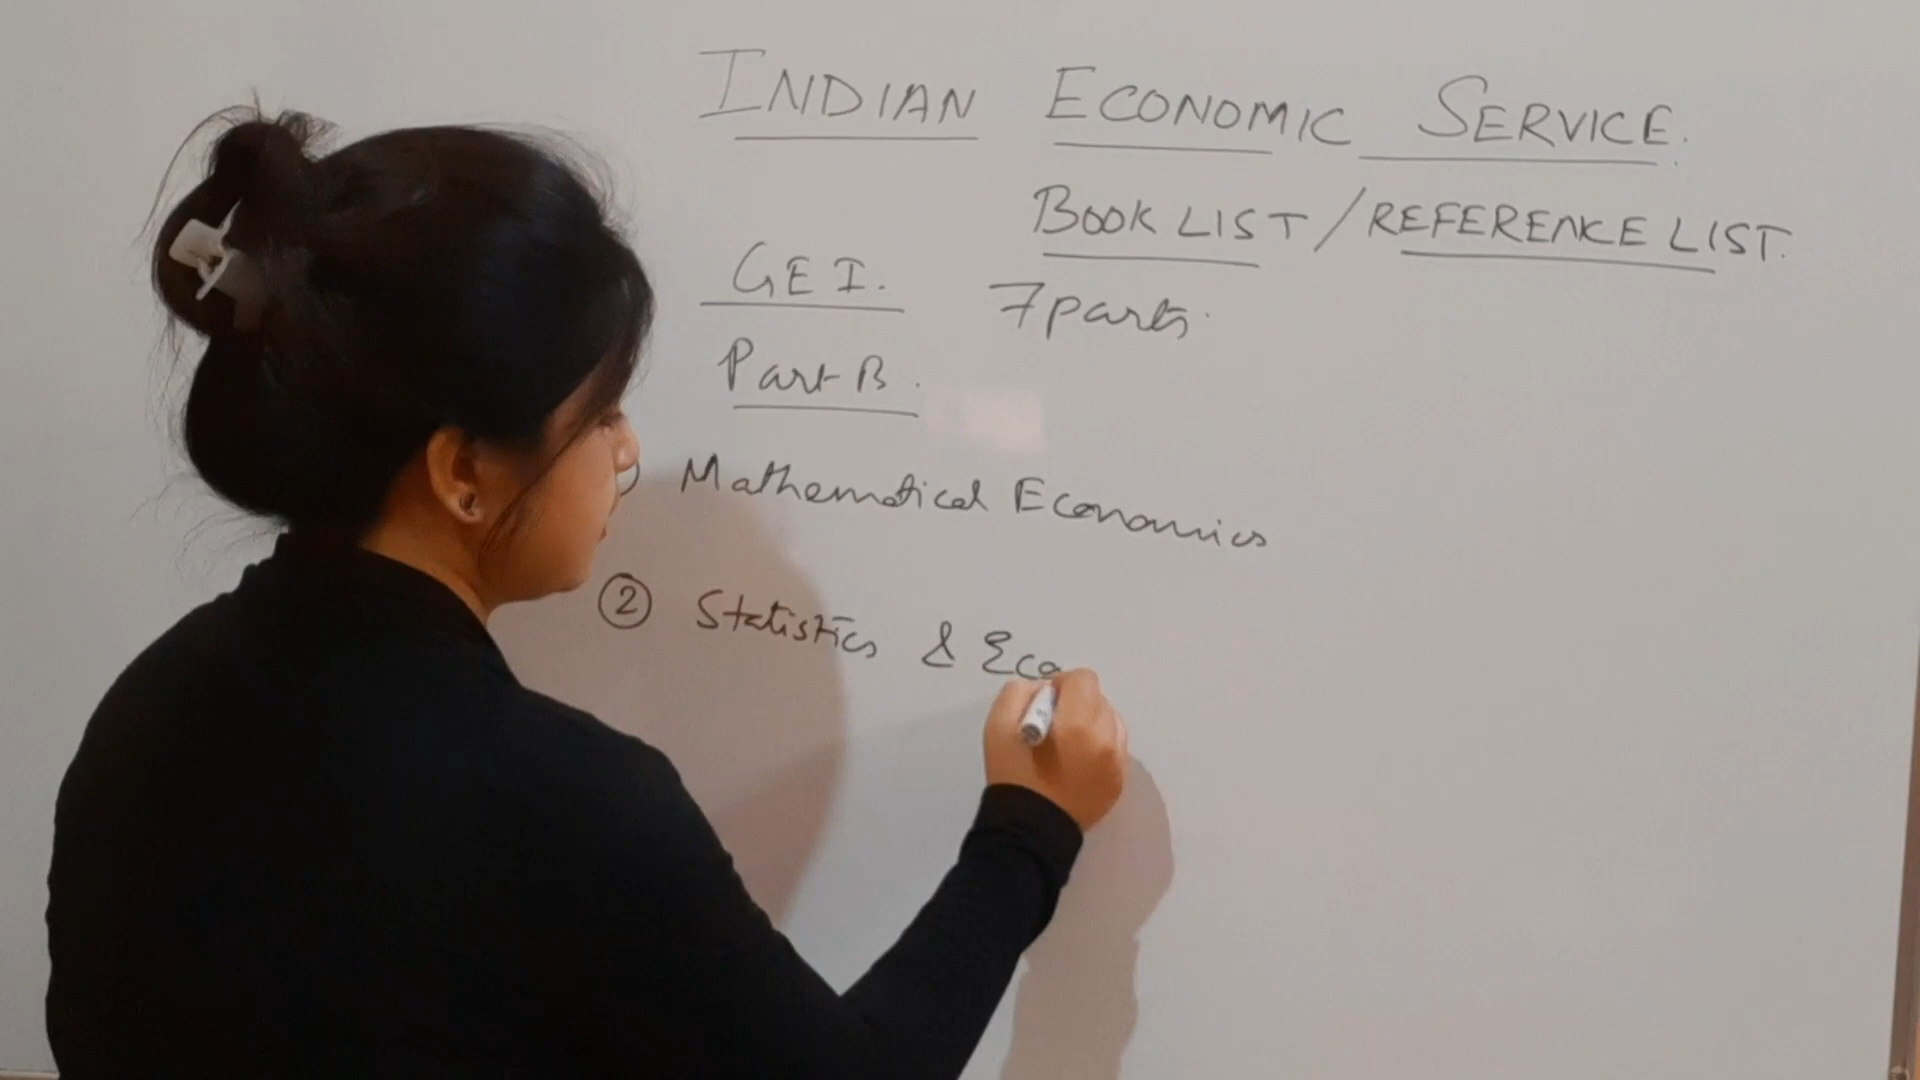 INDIAN ECONOMIC SERVICE.
BOOK LIST / REFERENCE LIST.
GE I. 7 parts.
Part B.
) Mathematical Economics
② Statistics & Eco